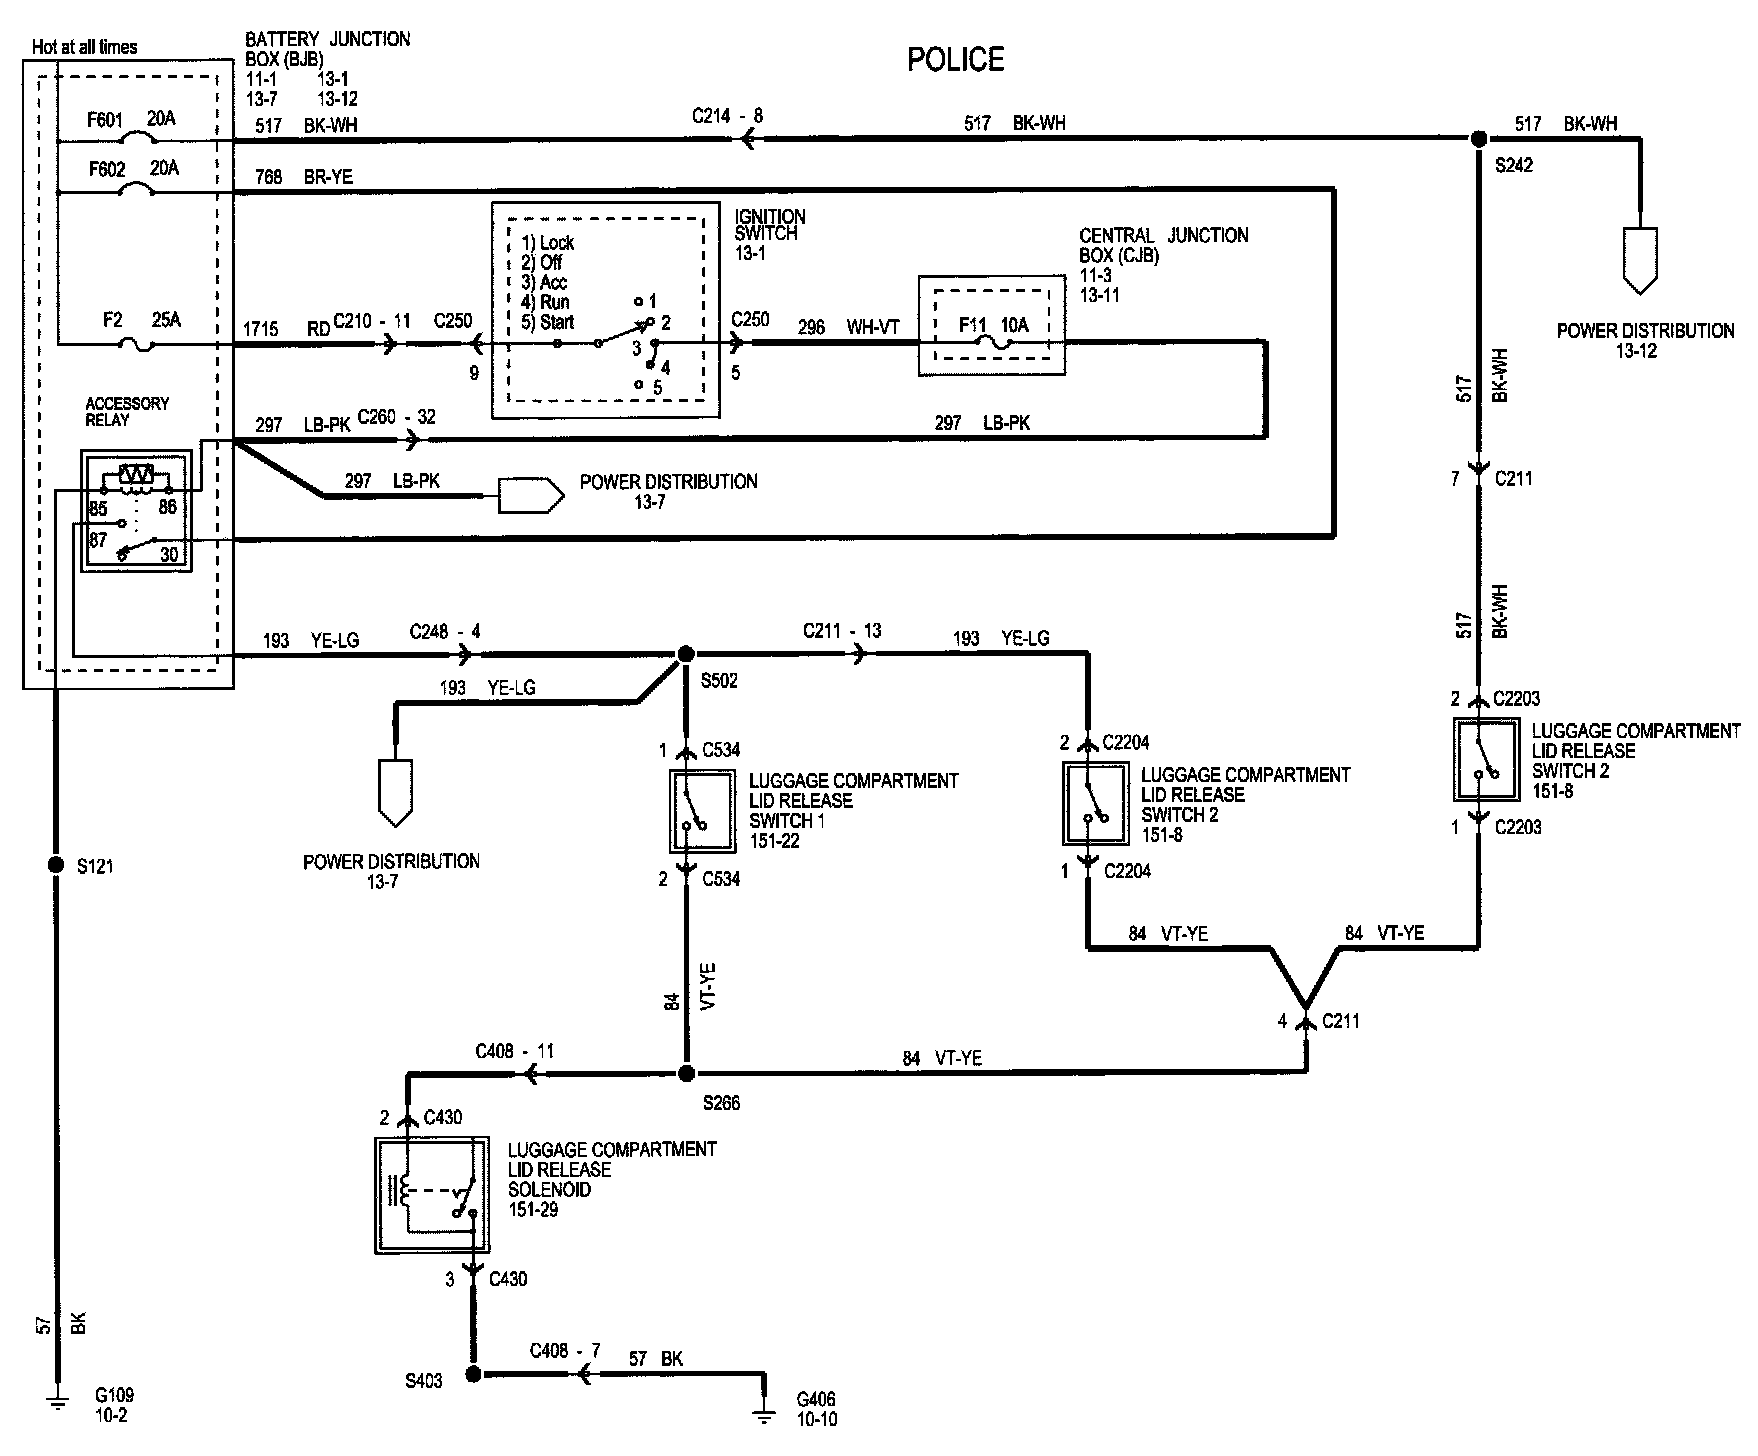 POLICE
Hot at all times
BATTERY JUNCTION
BOX (BJB)
11-1 13-1
13-7 13-12
F601 20A
517 BK-WH
C214 - 8
517 BK-WH
517 BK-WH
S242
F602 20A
768 BR-YE
IGNITION
SWITCH
13-1
1) Lock
2) Off
3) Acc
4) Run
5) Start
1
2
3
4
5
CENTRAL JUNCTION
BOX (CJB)
11-3
13-11
F11 10A
POWER DISTRIBUTION
13-12
F2 25A
1715 RD
C210 - 11
C250
9
C250
5
296 WH-VT
ACCESSORY
RELAY
297 LB-PK
C260 - 32
297 LB-PK
297 LB-PK
POWER DISTRIBUTION
13-7
85
86
87
30
517
BK-WH
7
C211
517
BK-WH
193 YE-LG
C248 - 4
C211 - 13
193 YE-LG
S502
193 YE-LG
2
C2203
LUGGAGE COMPARTMENT
LID RELEASE
SWITCH 2
151-8
1
C2203
1
C534
LUGGAGE COMPARTMENT
LID RELEASE
SWITCH 1
151-22
2
C534
2
C2204
LUGGAGE COMPARTMENT
LID RELEASE
SWITCH 2
151-8
1
C2204
POWER DISTRIBUTION
13-7
S121
84 VT-YE
84 VT-YE
84
VT-YE
4
C211
C408 - 11
84 VT-YE
S266
2
C430
LUGGAGE COMPARTMENT
LID RELEASE
SOLENOID
151-29
3
C430
57
BK
C408 - 7
57 BK
S403
G109
10-2
G406
10-10